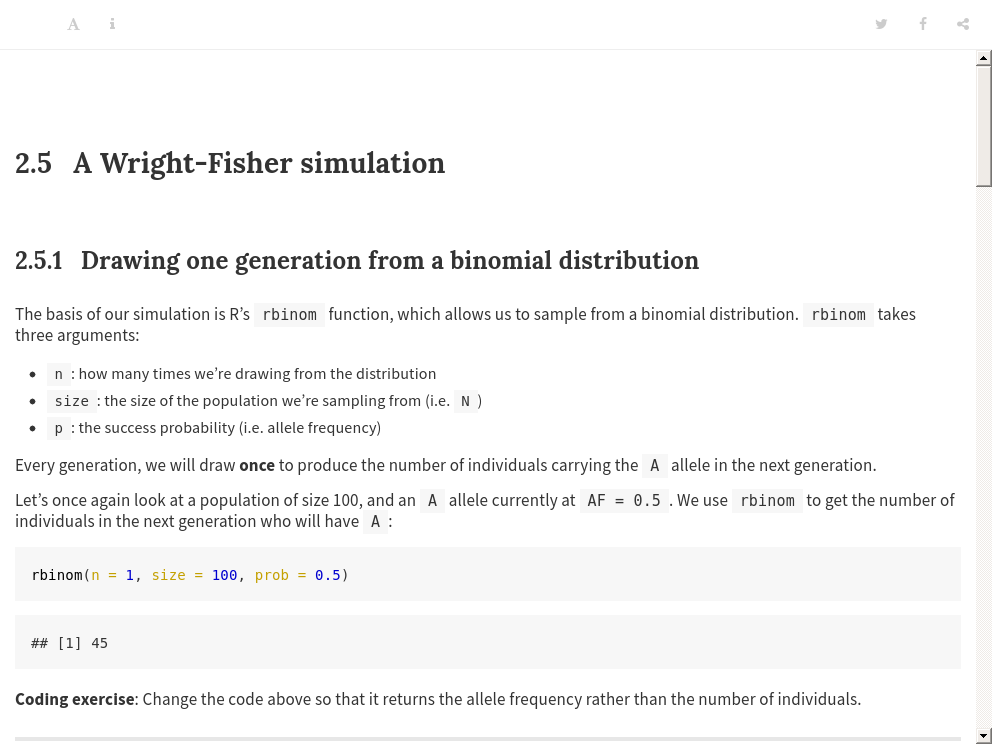 2.5 A Wright-Fisher simulation
2.5.1 Drawing one generation from a binomial distribution
The basis of our simulation is R’s rbinom function, which allows us to sample from a binomial distribution. rbinom takes
three arguments:
• n : how many times we’re drawing from the distribution
• size : the size of the population we’re sampling from (i.e. N )
• p : the success probability (i.e. allele frequency)
Every generation, we will draw once to produce the number of individuals carrying the A allele in the next generation.
Let’s once again look at a population of size 100, and an A allele currently at AF = 0.5 . We use rbinom to get the number of
individuals in the next generation who will have A :
rbinom(n = 1, size = 100, prob = 0.5)
## [1] 45
Coding exercise: Change the code above so that it returns the allele frequency rather than the number of individuals.